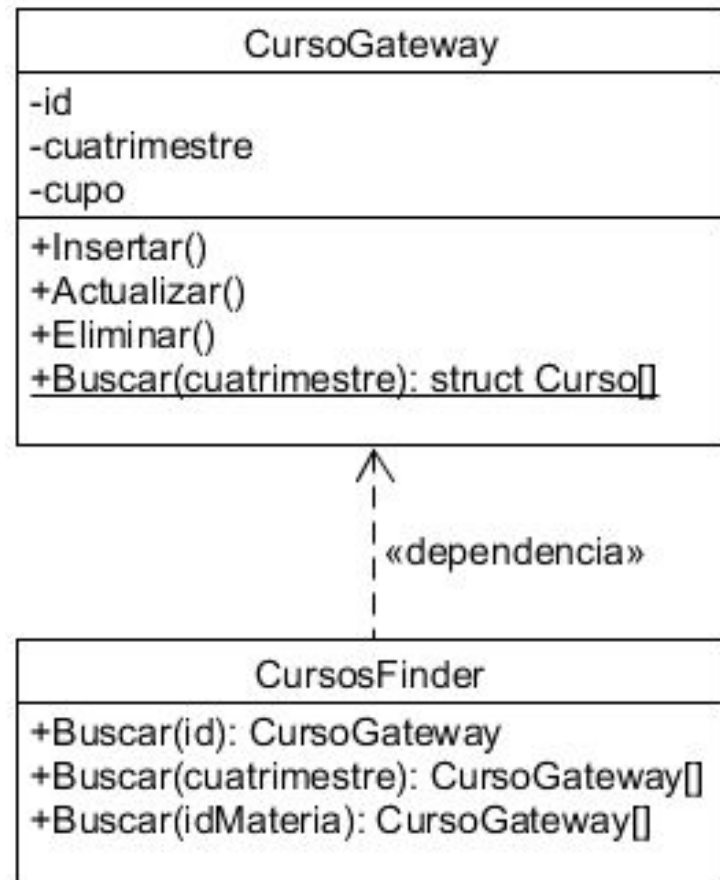 CursoGateway
-id
-cuatrimestre
-cupo
+Insertar()
+Actualizar()
+Eliminar()
+Buscar(cuatrimestre): struct Curso[]
«dependencia»
CursosFinder
+Buscar(id): CursoGateway
+Buscar(cuatrimestre): CursoGateway[]
+Buscar(idMateria): CursoGateway[]